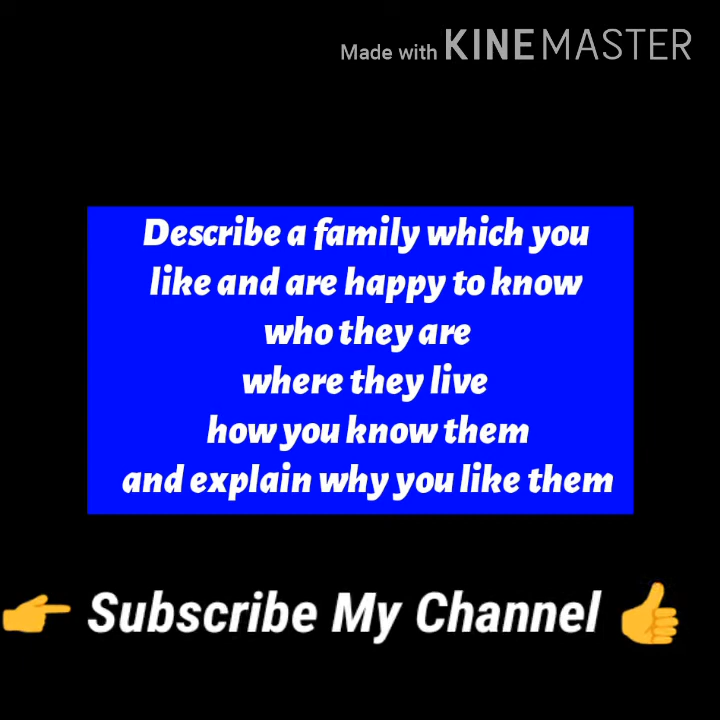 Made with KINEMASTER
Describe a family which you
like and are happy to know
who they are
where they live
how you know them
and explain why you like them
👉 Subscribe My Channel 👍